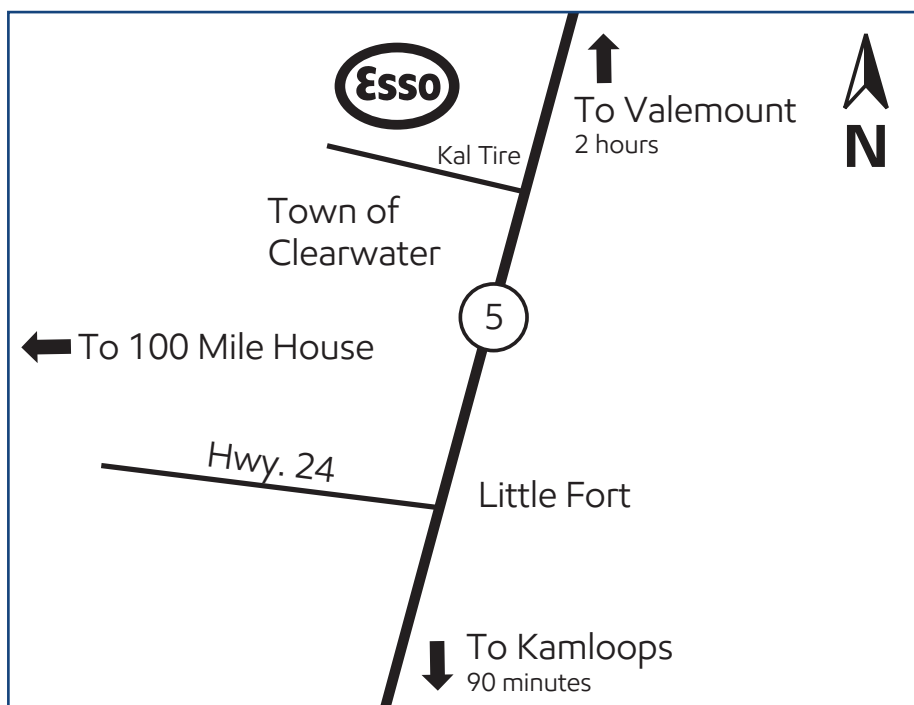 Esso
To Valemount
2 hours
N
Kal Tire
Town of
Clearwater
5
To 100 Mile House
Hwy. 24
Little Fort
To Kamloops
90 minutes